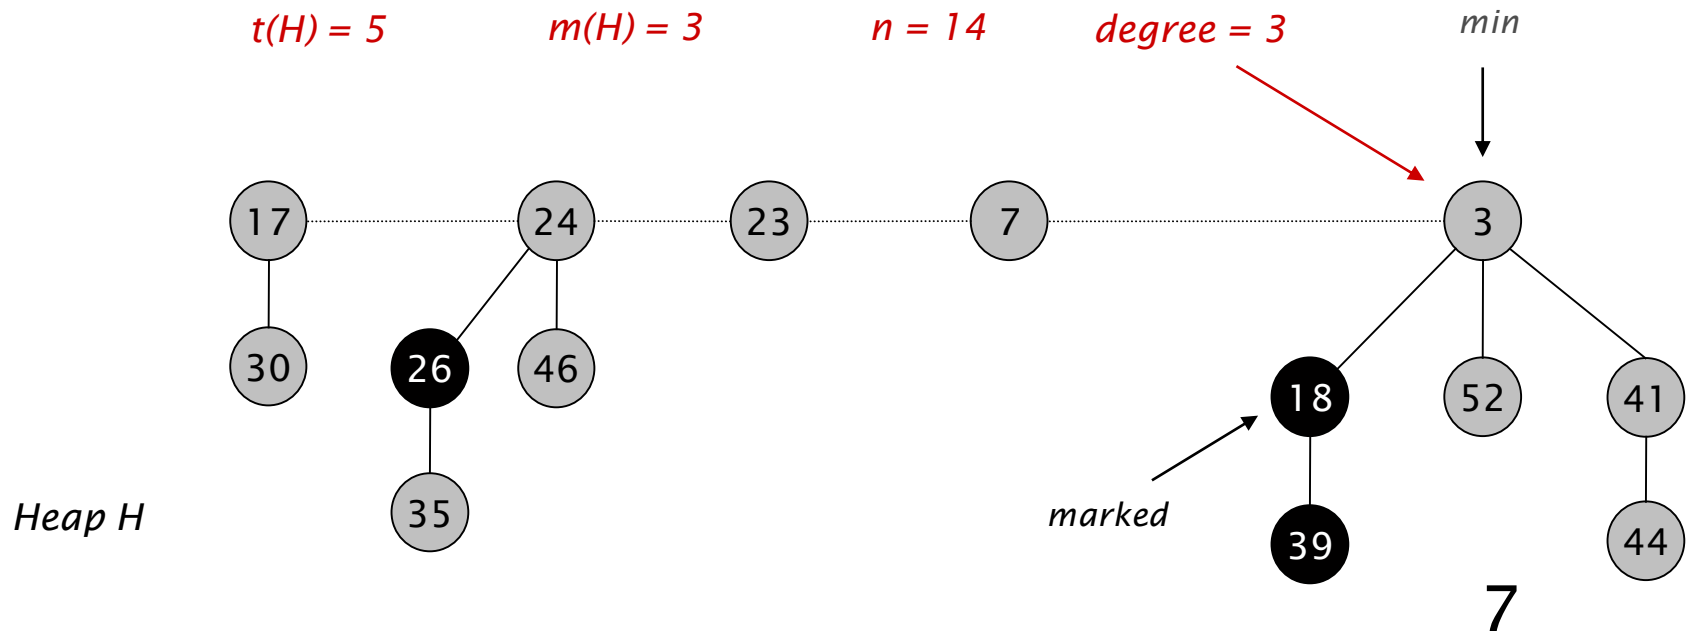 t(H) = 5 m(H) = 3 n = 14 degree = 3 min
17 24 23 7 3
30 26 46 18 52 41
Heap H 35 marked 39 44
7